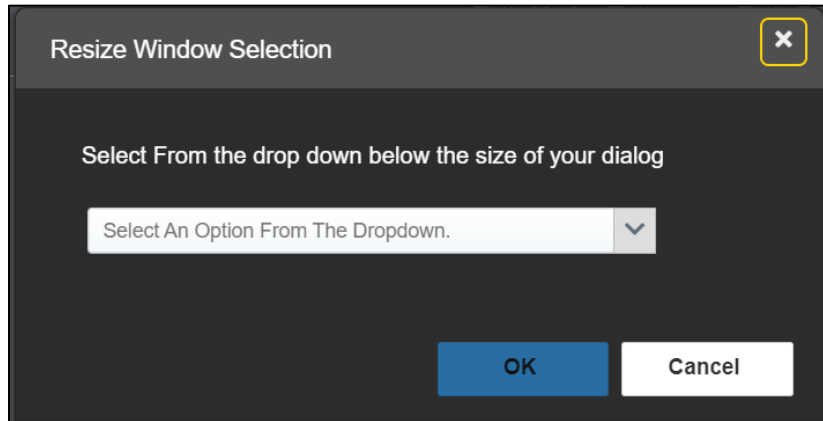 Resize Window Selection
Select From the drop down below the size of your dialog
Select An Option From The Dropdown.
OK
Cancel